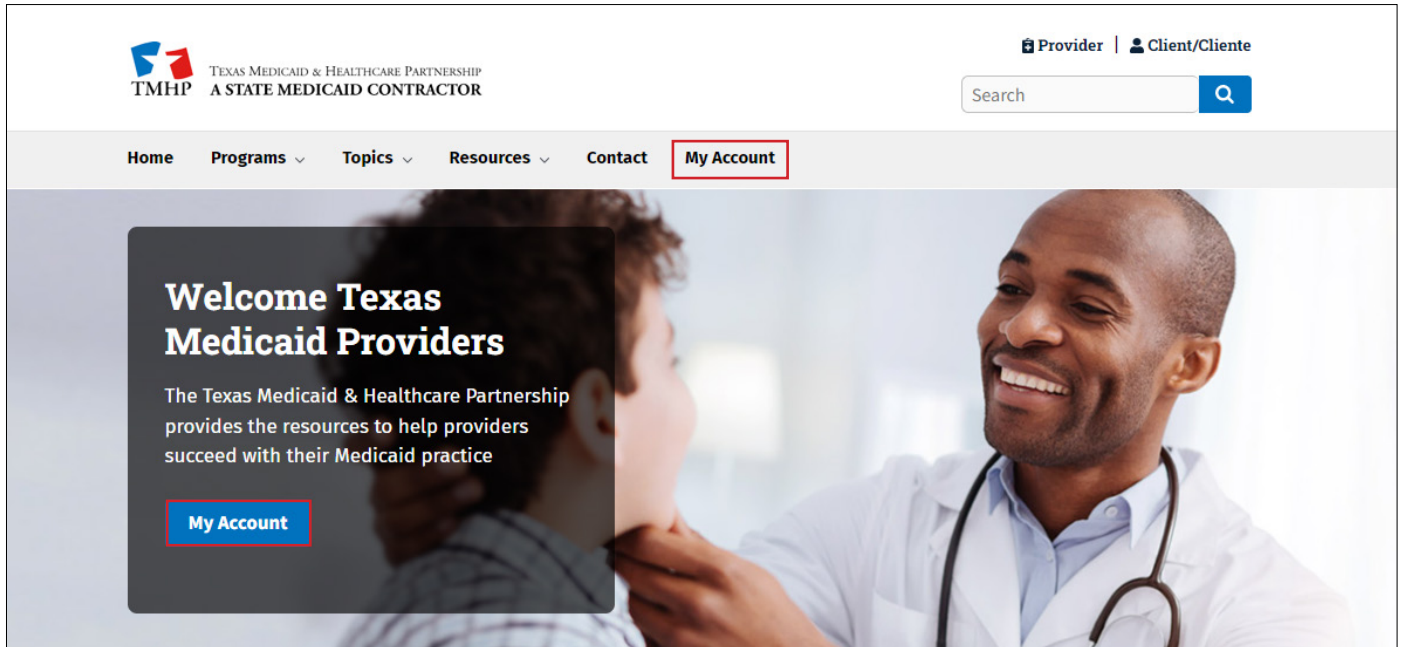 Provider | Client/Cliente
TMHP
TEXAS MEDICAID & HEALTHCARE PARTNERSHIP
A STATE MEDICAID CONTRACTOR
Search
Home Programs Topics Resources Contact My Account
Welcome Texas
Medicaid Providers
The Texas Medicaid & Healthcare Partnership
provides the resources to help providers
succeed with their Medicaid practice
My Account